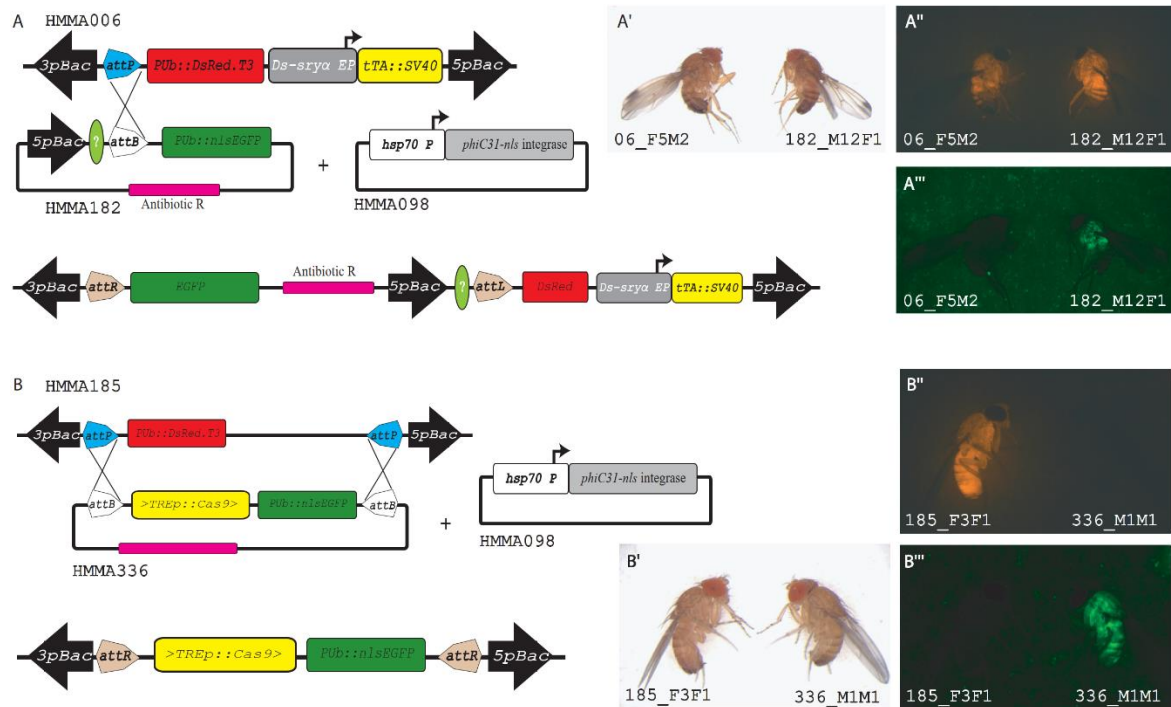 A
HMMA006
3pBac attP PUb::DsRed.T3 Ds-sryα EP tTA::SV40 5pBac
5pBac ? attB PUb::nlsEGFP
HMMA182
Antibiotic R
+
hsp70 P phiC31-nls integrase
HMMA098
3pBac attR EGFP Antibiotic R 5pBac ? attL DsRed Ds-sryα EP tTA::SV40 5pBac
A'
06_F5M2 182_M12F1
A"
06_F5M2 182_M12F1
A"'
06_F5M2 182_M12F1
B
HMMA185
3pBac attP PUb::DsRed.T3 attP 5pBac
attB >TREp::Cas9> PUb::nlsEGFP attB
HMMA336
+
hsp70 P phiC31-nls integrase
HMMA098
3pBac attR >TREp::Cas9> PUb::nlsEGFP attR 5pBac
B'
185_F3F1 336_M1M1
B"
185_F3F1 336_M1M1
B"'
185_F3F1 336_M1M1